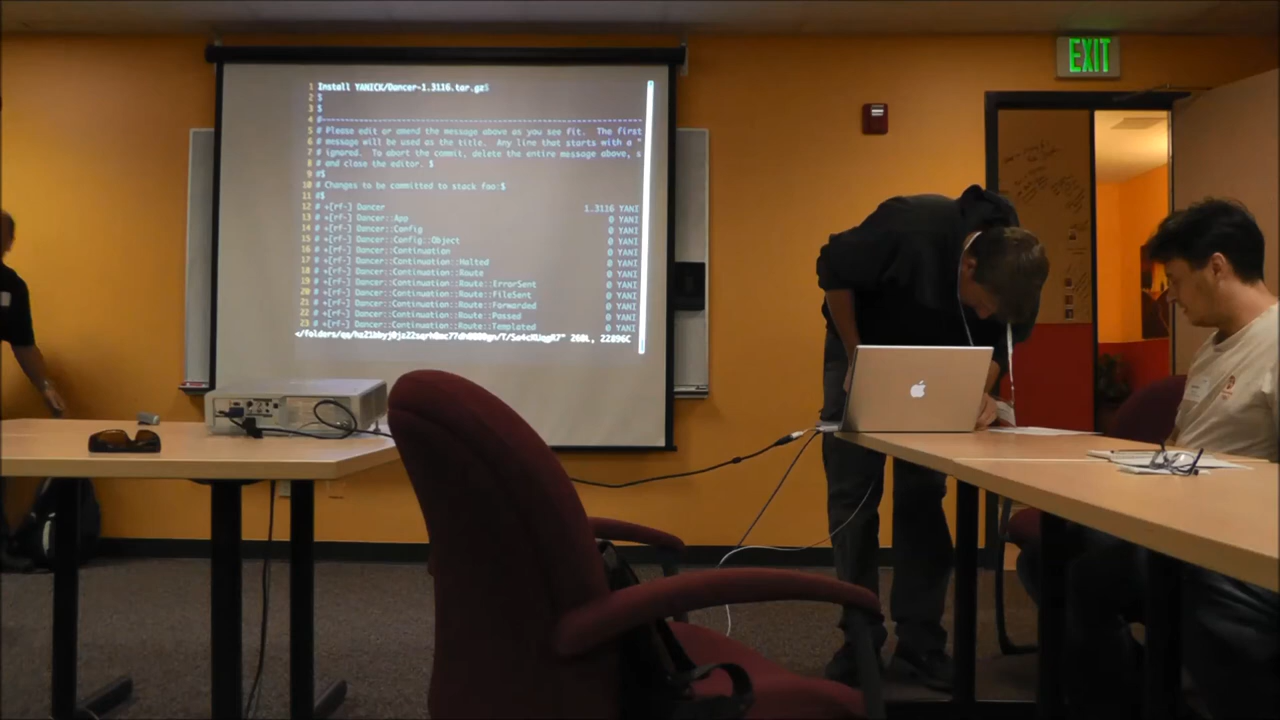 EXIT
1 Install YANICK/Dancer-1.3116.tar.gz$
2 $
3 $
4 #----------------------------------------------------------------
5 # Please edit or amend the message above as you see fit. The first
6 # message will be used as the title. Any line that starts with a "
7 # ignored. To abort the commit, delete the entire message above, s
8 # and close the editor. $
9 #$
10 # Changes to be committed to stack foo:$
11 #$
12 # +[rf-] Dancer 1.3116 YANI
13 # +[rf-] Dancer::App 0 YANI
14 # +[rf-] Dancer::Config 0 YANI
15 # +[rf-] Dancer::Config::Object 0 YANI
16 # +[rf-] Dancer::Continuation 0 YANI
17 # +[rf-] Dancer::Continuation::Halted 0 YANI
18 # +[rf-] Dancer::Continuation::Route 0 YANI
19 # +[rf-] Dancer::Continuation::Route::ErrorSent 0 YANI
20 # +[rf-] Dancer::Continuation::Route::FileSent 0 YANI
21 # +[rf-] Dancer::Continuation::Route::Forwarded 0 YANI
22 # +[rf-] Dancer::Continuation::Route::Passed 0 YANI
23 # +[rf-] Dancer::Continuation::Route::Templated 0 YANI
260L, 22896C